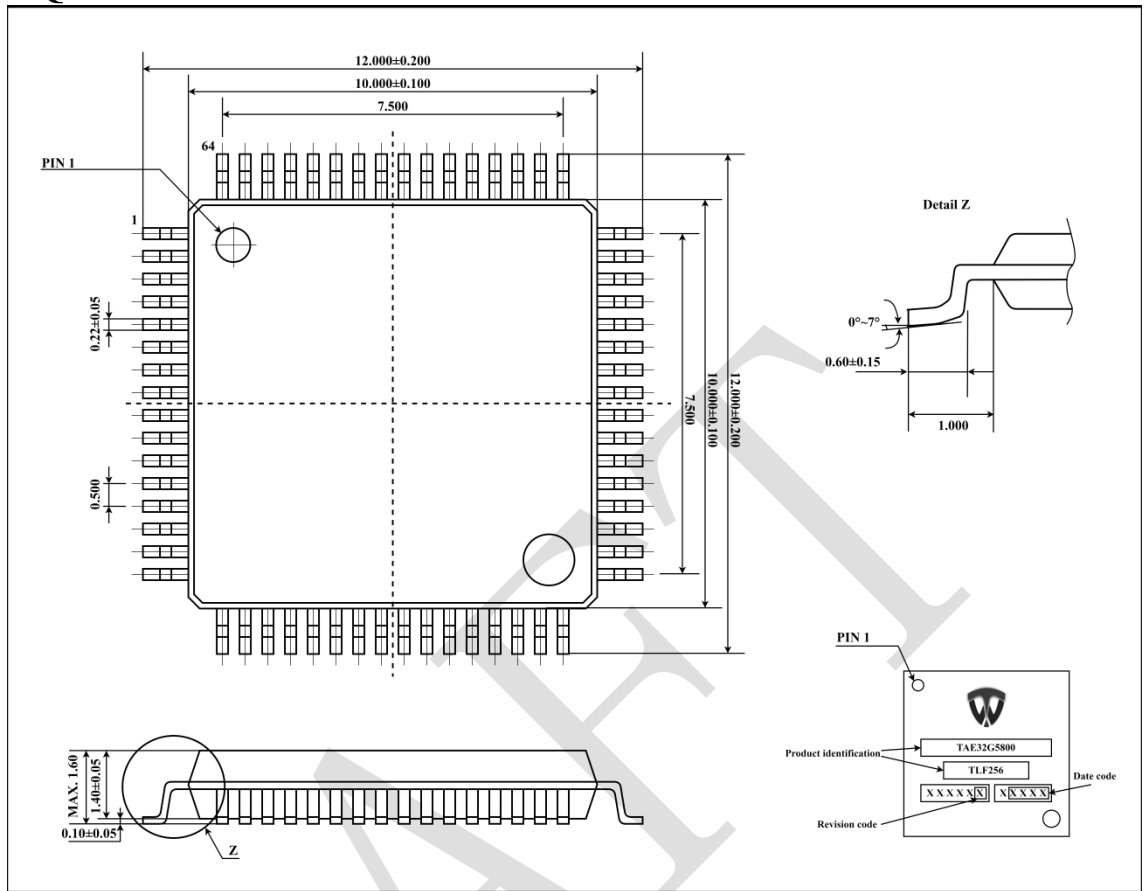 12.000±0.200
10.000±0.100
7.500
64
PIN 1
1
0.22±0.05
0.500
7.500
10.000±0.100
12.000±0.200
Detail Z
0°~7°
0.60±0.15
1.000
MAX. 1.60
1.40±0.05
0.10±0.05
Z
PIN 1
TAE32G5800
Product identification
TLF256
Date code
XXXXXX XXXXX
Revision code
AFT